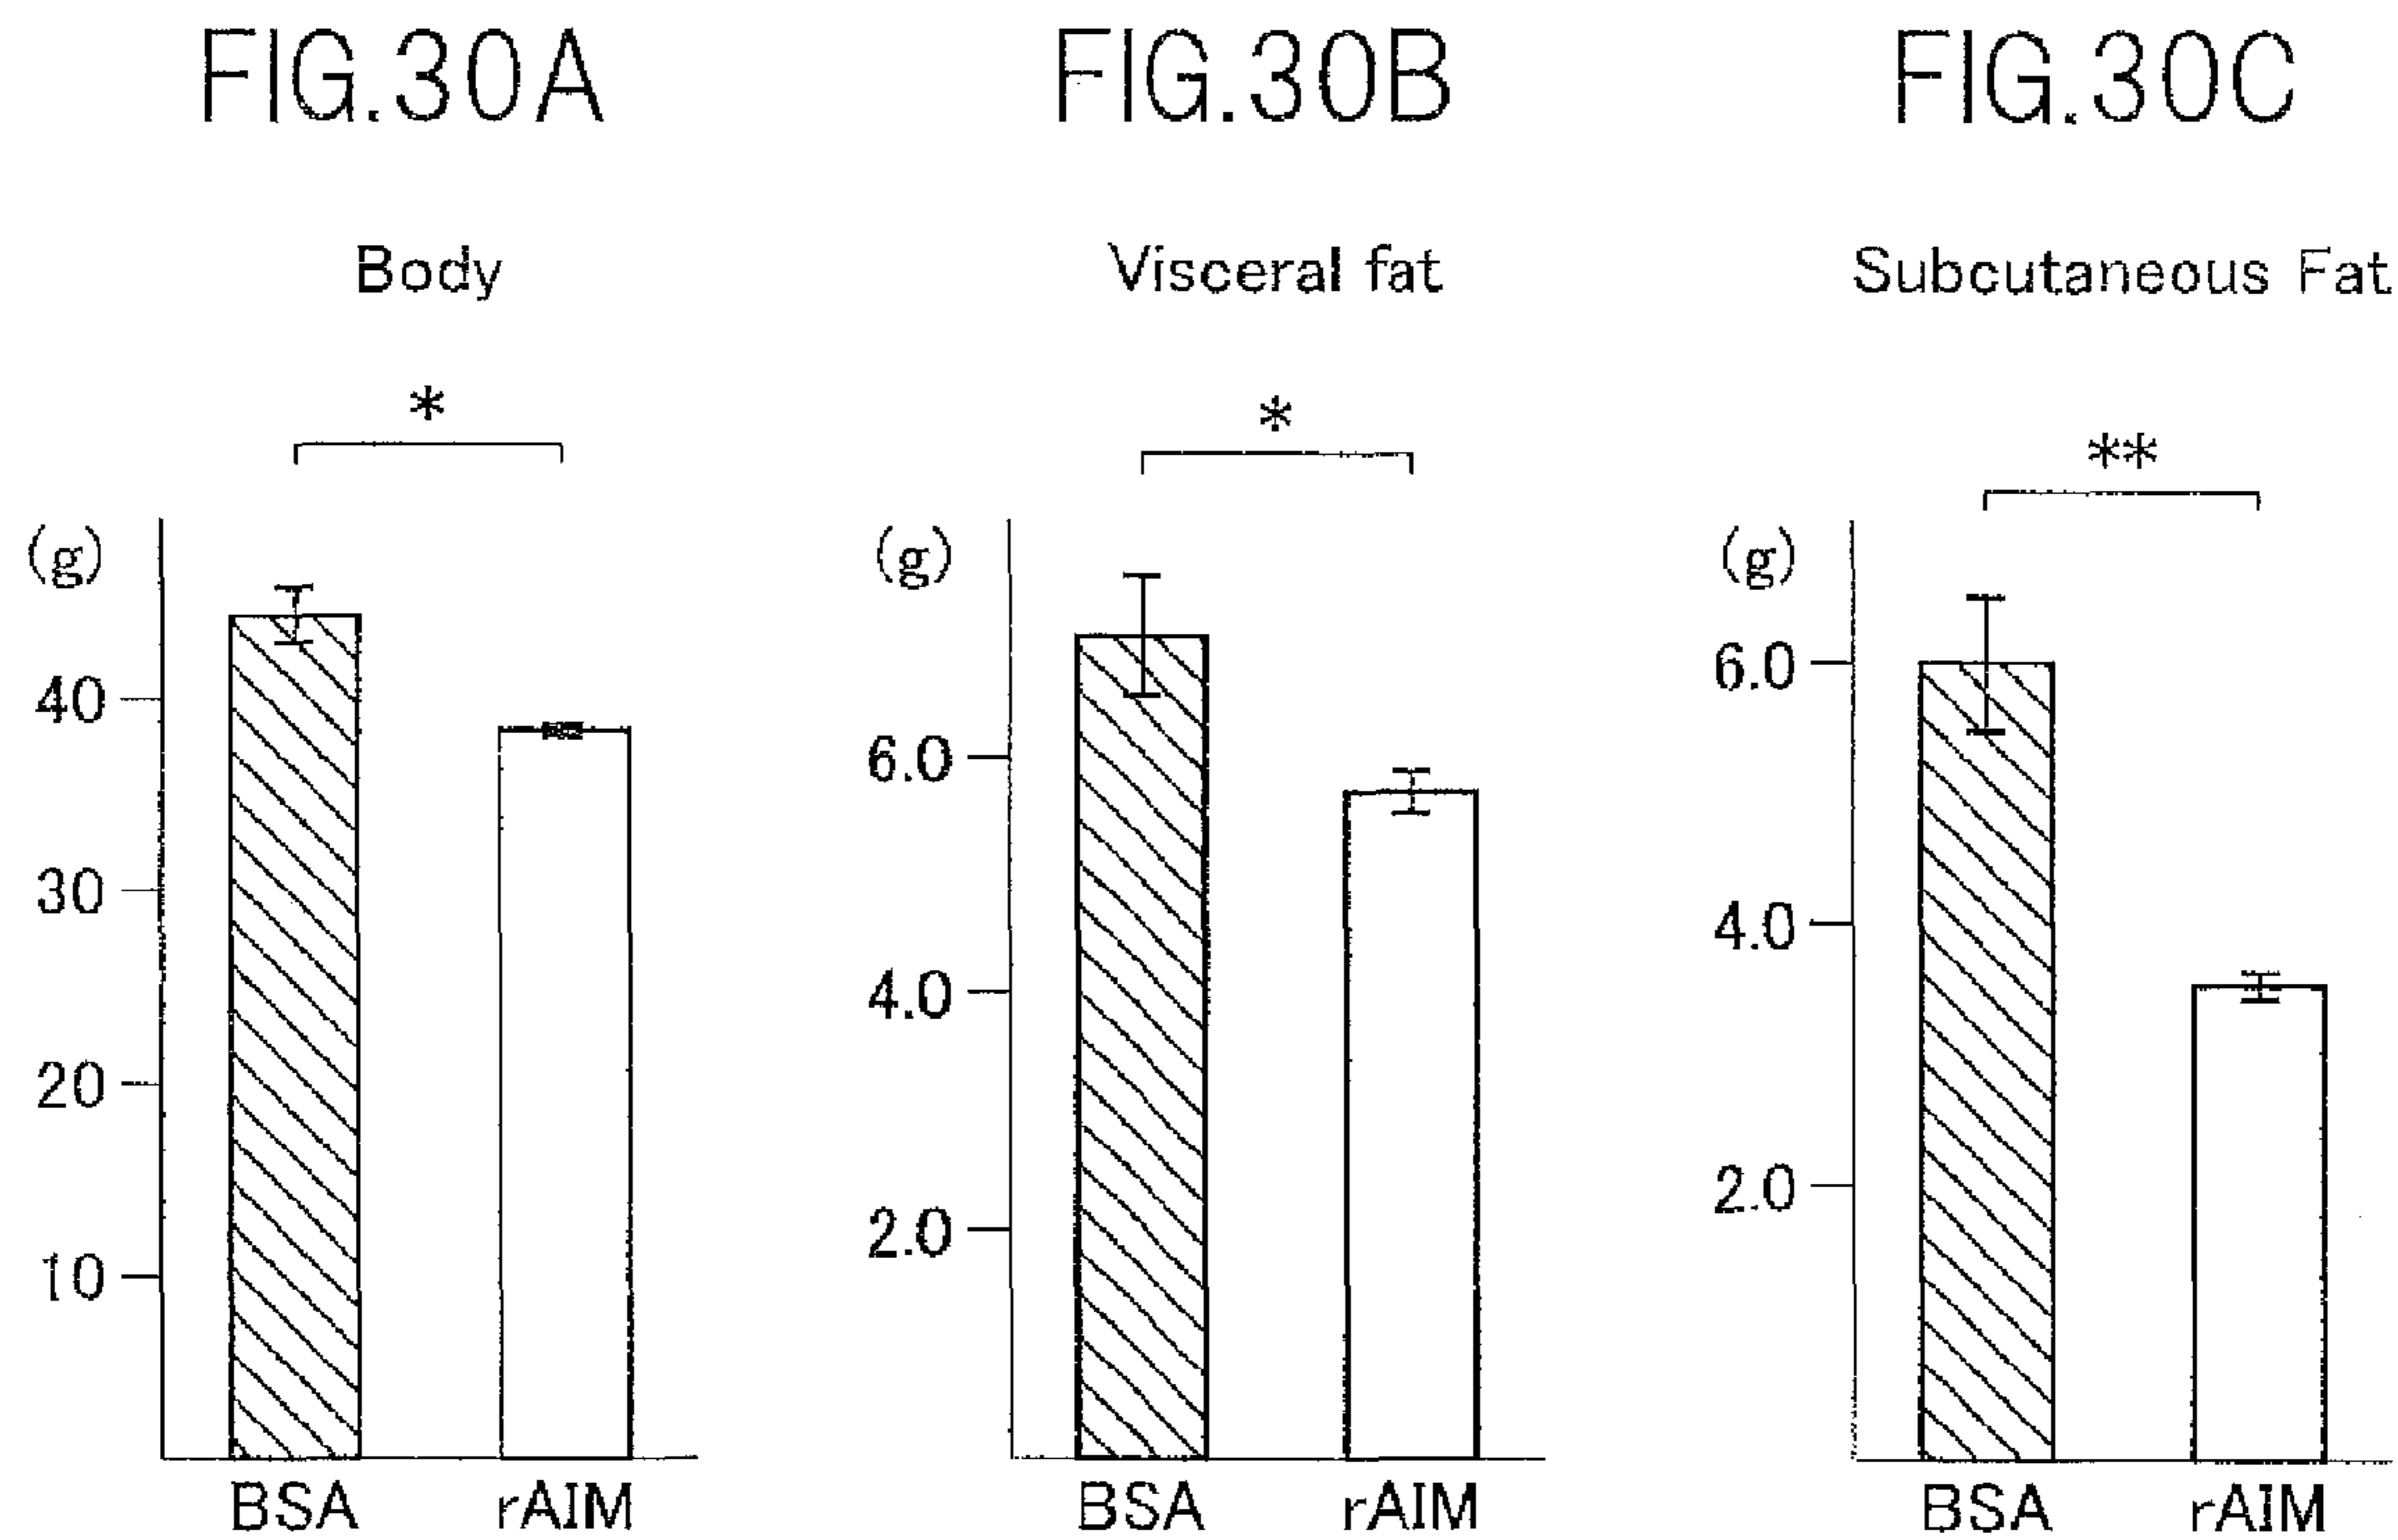 FIG.30A
Body
*
(g)
40
30
20
10
BSA rAIM
FIG.30B
Visceral fat
*
(g)
6.0
4.0
2.0
BSA rAIM
FIG.30C
Subcutaneous Fat
**
(g)
6.0
4.0
2.0
BSA rAIM